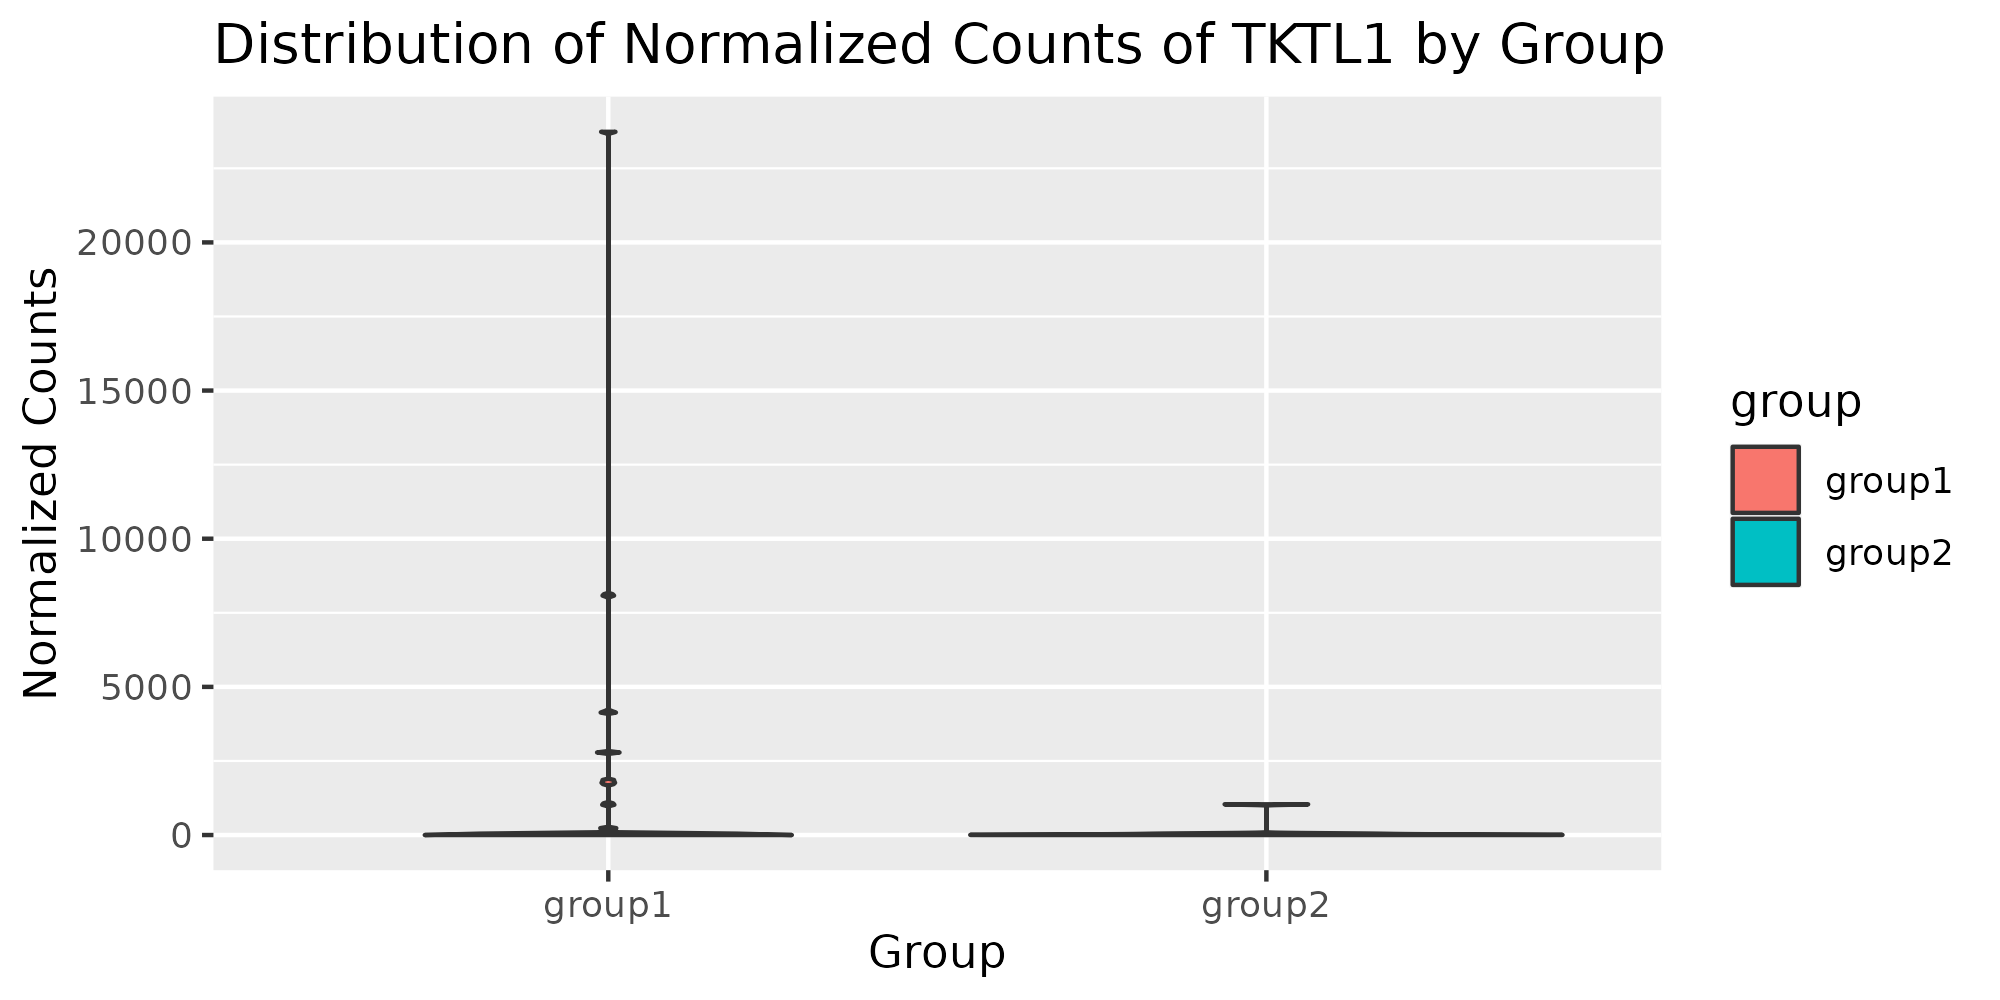 Distribution of Normalized Counts of TKTL1 by Group
Normalized Counts
20000
15000
10000
5000
0
group1
group2
Group
group
group1
group2